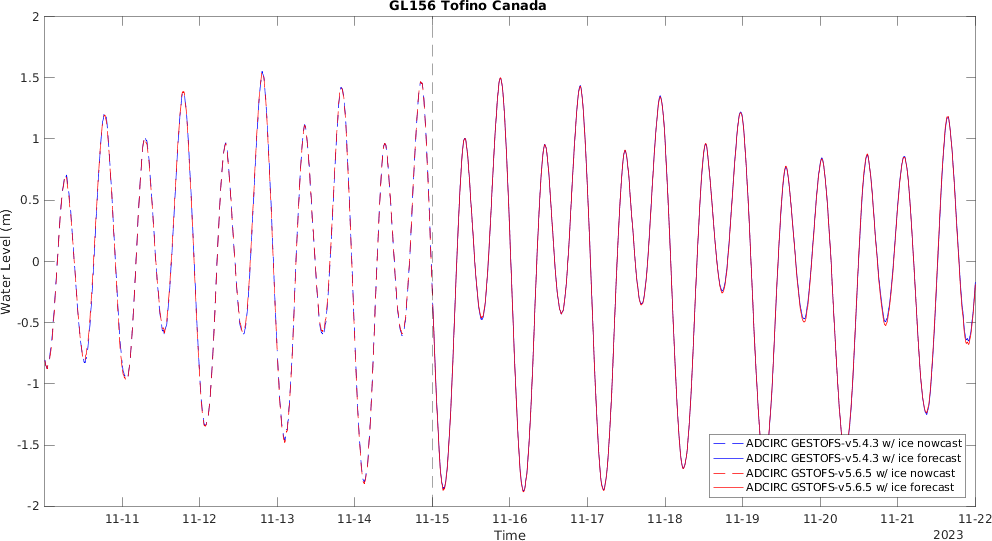 GL156 Tofino Canada
2
1.5
1
0.5
0
-0.5
-1
-1.5
-2
Water Level (m)
ADCIRC GESTOFS-v5.4.3 w/ ice nowcast
ADCIRC GESTOFS-v5.4.3 w/ ice forecast
ADCIRC GSTOFS-v5.6.5 w/ ice nowcast
ADCIRC GSTOFS-v5.6.5 w/ ice forecast
11-11 11-12 11-13 11-14 11-15 11-16 11-17 11-18 11-19 11-20 11-21 11-22
Time
2023